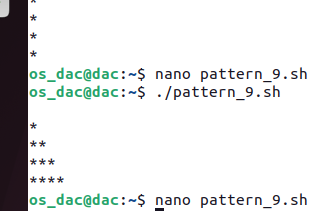 *
*
*
*
os_dac@dac:~$ nano pattern_9.sh
os_dac@dac:~$ ./pattern_9.sh

*
**
***
****
os_dac@dac:~$ nano pattern_9.sh